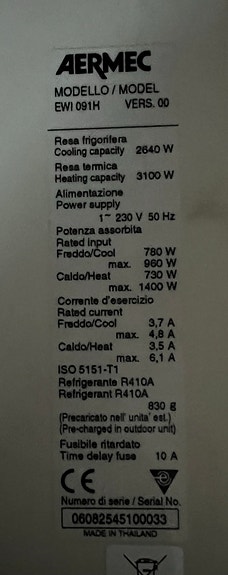 AERMEC
MODELLO / MODEL
EWI 091H VERS. 00
Resa frigorifera
Cooling capacity 2640 W
Resa termica
Heating capacity 3100 W
Alimentazione
Power supply
1~ 230 V 50 Hz
Potenza assorbita
Rated input
Freddo/Cool 780 W
max. 960 W
Caldo/Heat 730 W
max. 1400 W
Corrente d'esercizio
Rated current
Freddo/Cool 3,7 A
max. 4,8 A
Caldo/Heat 3,5 A
max. 6,1 A
ISO 5151-T1
Refrigerante R410A
Refrigerant R410A
830 g
(Precaricato nell' unita' est.)
(Pre-charged in outdoor unit)
Fusibile ritardato
Time delay fuse 10 A
CE
Numero di serie / Serial No.
06082545100033
MADE IN THAILAND